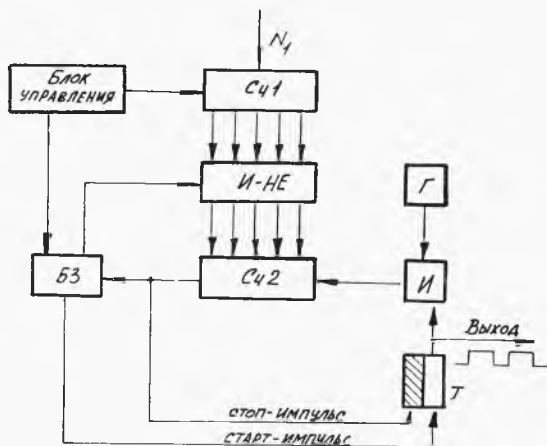 N1
Блок
управления
Сч1
И-НЕ
Г
БЗ
Сч2
И
Выход
Т
СТОП-ИМПУЛЬС
СТАРТ-ИМПУЛЬС